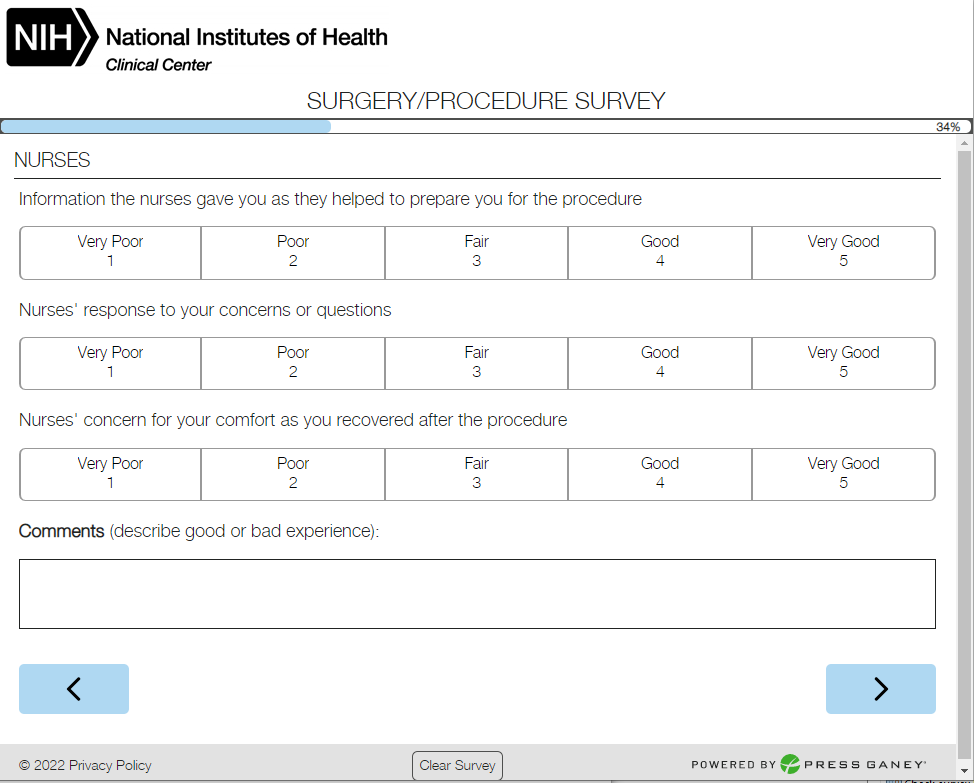 NIH National Institutes of Health
Clinical Center
SURGERY/PROCEDURE SURVEY
34%
NURSES
Information the nurses gave you as they helped to prepare you for the procedure
Very Poor Poor Fair Good Very Good
1 2 3 4 5
Nurses' response to your concerns or questions
Very Poor Poor Fair Good Very Good
1 2 3 4 5
Nurses' concern for your comfort as you recovered after the procedure
Very Poor Poor Fair Good Very Good
1 2 3 4 5
Comments (describe good or bad experience):
© 2022 Privacy Policy Clear Survey POWERED BY PRESS GANEY